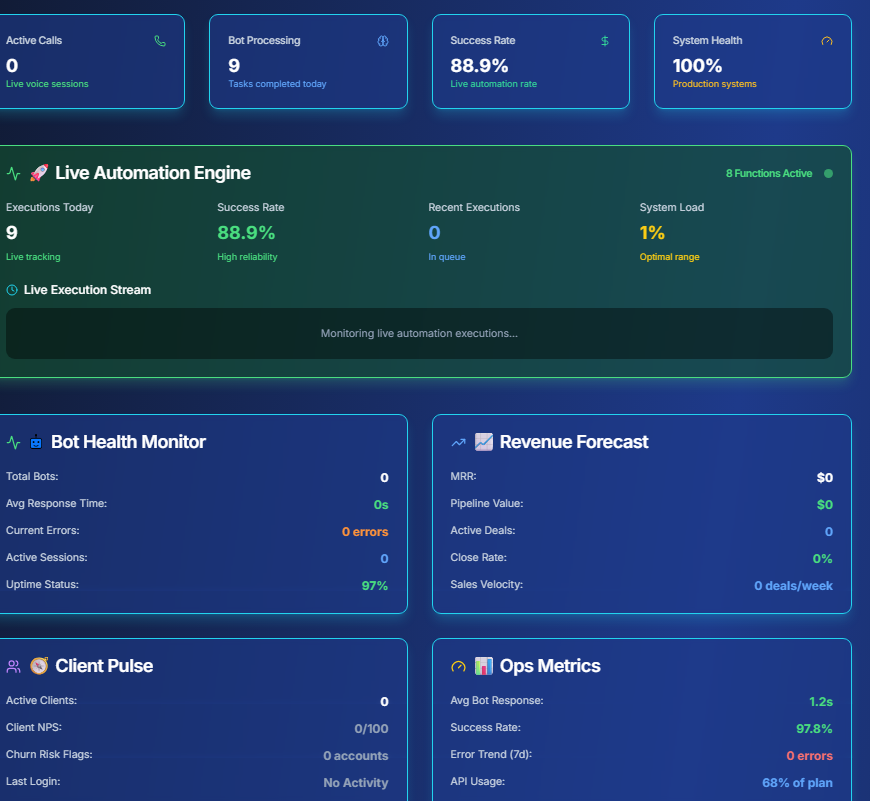 Active Calls
0
Live voice sessions
Bot Processing
9
Tasks completed today
Success Rate
$
88.9%
Live automation rate
System Health
100%
Production systems
🚀 Live Automation Engine
8 Functions Active
Executions Today
9
Live tracking
Success Rate
88.9%
High reliability
Recent Executions
0
In queue
System Load
1%
Optimal range
Live Execution Stream
Monitoring live automation executions...
🤖 Bot Health Monitor
Total Bots: 0
Avg Response Time: 0s
Current Errors: 0 errors
Active Sessions: 0
Uptime Status: 97%
📈 Revenue Forecast
MRR: $0
Pipeline Value: $0
Active Deals: 0
Close Rate: 0%
Sales Velocity: 0 deals/week
🧭 Client Pulse
Active Clients: 0
Client NPS: 0/100
Churn Risk Flags: 0 accounts
Last Login: No Activity
📊 Ops Metrics
Avg Bot Response: 1.2s
Success Rate: 97.8%
Error Trend (7d): 0 errors
API Usage: 68% of plan